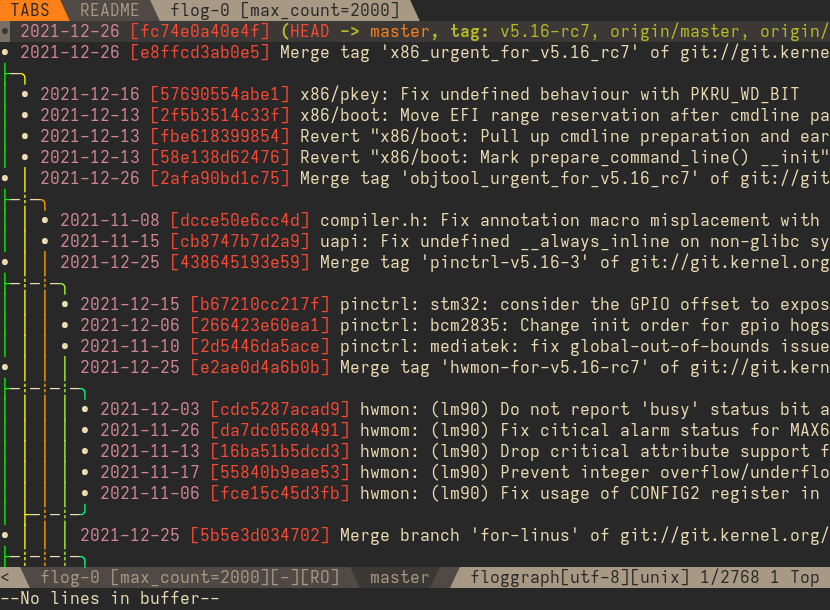 TABS README flog-0 [max_count=2000]
2021-12-26 [fc74e0a40e4f] (HEAD -> master, tag: v5.16-rc7, origin/master, origin/
2021-12-26 [e8ffcd3ab0e5] Merge tag 'x86_urgent_for_v5.16_rc7' of git://git.kerne
2021-12-16 [57690554abe1] x86/pkey: Fix undefined behaviour with PKRU_WD_BIT
2021-12-13 [2f5b3514c33f] x86/boot: Move EFI range reservation after cmdline pa
2021-12-13 [fbe618399854] Revert "x86/boot: Pull up cmdline preparation and ear
2021-12-13 [58e138d62476] Revert "x86/boot: Mark prepare_command_line() __init"
2021-12-26 [2afa90bd1c75] Merge tag 'objtool_urgent_for_v5.16_rc7' of git://git
2021-11-08 [dcce50e6cc4d] compiler.h: Fix annotation macro misplacement with
2021-11-15 [cb8747b7d2a9] uapi: Fix undefined __always_inline on non-glibc sy
2021-12-25 [438645193e59] Merge tag 'pinctrl-v5.16-3' of git://git.kernel.org
2021-12-15 [b67210cc217f] pinctrl: stm32: consider the GPIO offset to expos
2021-12-06 [266423e60ea1] pinctrl: bcm2835: Change init order for gpio hogs
2021-11-10 [2d5446da5ace] pinctrl: mediatek: fix global-out-of-bounds issue
2021-12-25 [e2ae0d4a6b0b] Merge tag 'hwmon-for-v5.16-rc7' of git://git.kern
2021-12-03 [cdc5287acad9] hwmon: (lm90) Do not report 'busy' status bit a
2021-11-26 [da7dc0568491] hwmom: (lm90) Fix citical alarm status for MAX6
2021-11-13 [16ba51b5dcd3] hwmon: (lm90) Drop critical attribute support f
2021-11-17 [55840b9eae53] hwmon: (lm90) Prevent integer overflow/underflo
2021-11-06 [fce15c45d3fb] hwmon: (lm90) Fix usage of CONFIG2 register in
2021-12-25 [5b5e3d034702] Merge branch 'for-linus' of git://git.kernel.org/
< flog-0 [max_count=2000][-][RO] master floggraph[utf-8][unix] 1/2768 1 Top
--No lines in buffer--